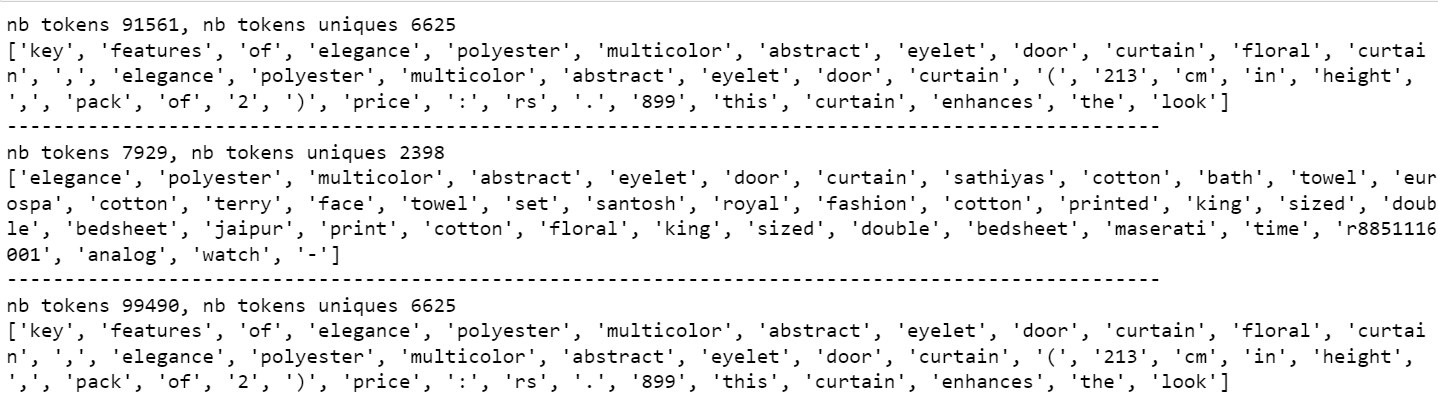 nb tokens 91561, nb tokens uniques 6625
['key', 'features', 'of', 'elegance', 'polyester', 'multicolor', 'abstract', 'eyelet', 'door', 'curtain', 'floral', 'curtai
n', ',', 'elegance', 'polyester', 'multicolor', 'abstract', 'eyelet', 'door', 'curtain', '(', '213', 'cm', 'in', 'height',
',', 'pack', 'of', '2', ')', 'price', ':', 'rs', '.', '899', 'this', 'curtain', 'enhances', 'the', 'look']
----------------------------------------------------------------------------------------------------
nb tokens 7929, nb tokens uniques 2398
['elegance', 'polyester', 'multicolor', 'abstract', 'eyelet', 'door', 'curtain', 'sathiyas', 'cotton', 'bath', 'towel', 'eur
ospa', 'cotton', 'terry', 'face', 'towel', 'set', 'santosh', 'royal', 'fashion', 'cotton', 'printed', 'king', 'sized', 'doub
le', 'bedsheet', 'jaipur', 'print', 'cotton', 'floral', 'king', 'sized', 'double', 'bedsheet', 'maserati', 'time', 'r8851116
001', 'analog', 'watch', '-']
----------------------------------------------------------------------------------------------------
nb tokens 99490, nb tokens uniques 6625
['key', 'features', 'of', 'elegance', 'polyester', 'multicolor', 'abstract', 'eyelet', 'door', 'curtain', 'floral', 'curtai
n', ',', 'elegance', 'polyester', 'multicolor', 'abstract', 'eyelet', 'door', 'curtain', '(', '213', 'cm', 'in', 'height',
',', 'pack', 'of', '2', ')', 'price', ':', 'rs', '.', '899', 'this', 'curtain', 'enhances', 'the', 'look']